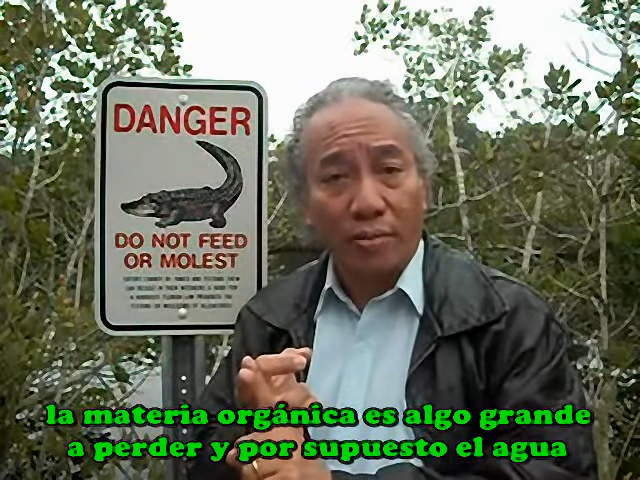 DANGER
DO NOT FEED
OR MOLEST
la materia orgánica es algo grande
a perder y por supuesto el agua